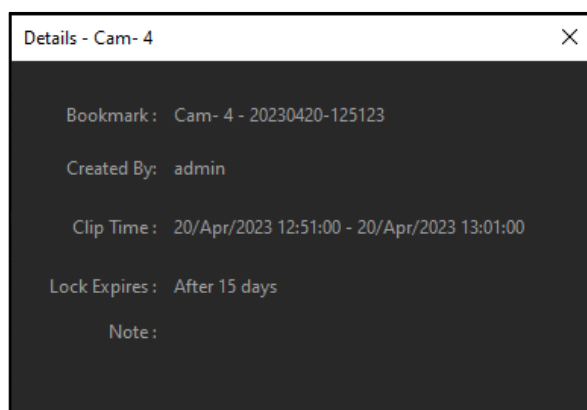 Details - Cam- 4
Bookmark : Cam- 4 - 20230420-125123
Created By: admin
Clip Time : 20/Apr/2023 12:51:00 - 20/Apr/2023 13:01:00
Lock Expires : After 15 days
Note :